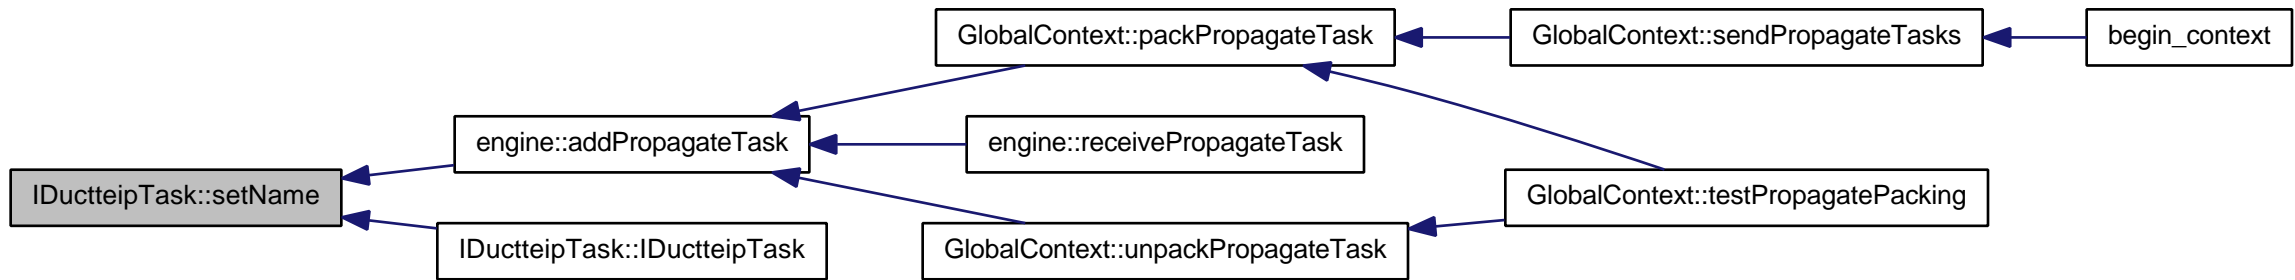 GlobalContext::packPropagateTask
GlobalContext::sendPropagateTasks
begin_context
engine::addPropagateTask
engine::receivePropagateTask
IDuctteipTask::setName
GlobalContext::testPropagatePacking
IDuctteipTask::IDuctteipTask
GlobalContext::unpackPropagateTask